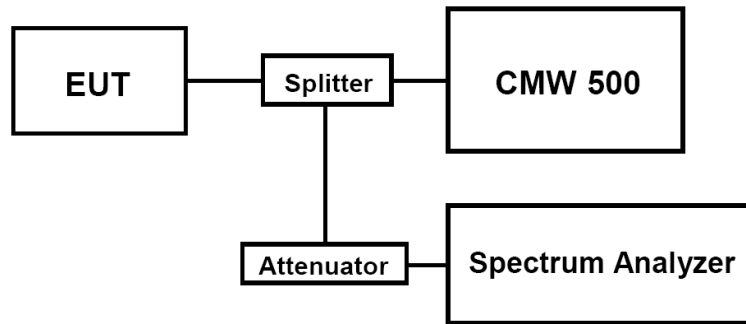 EUT
Splitter
CMW 500
Attenuator
Spectrum Analyzer